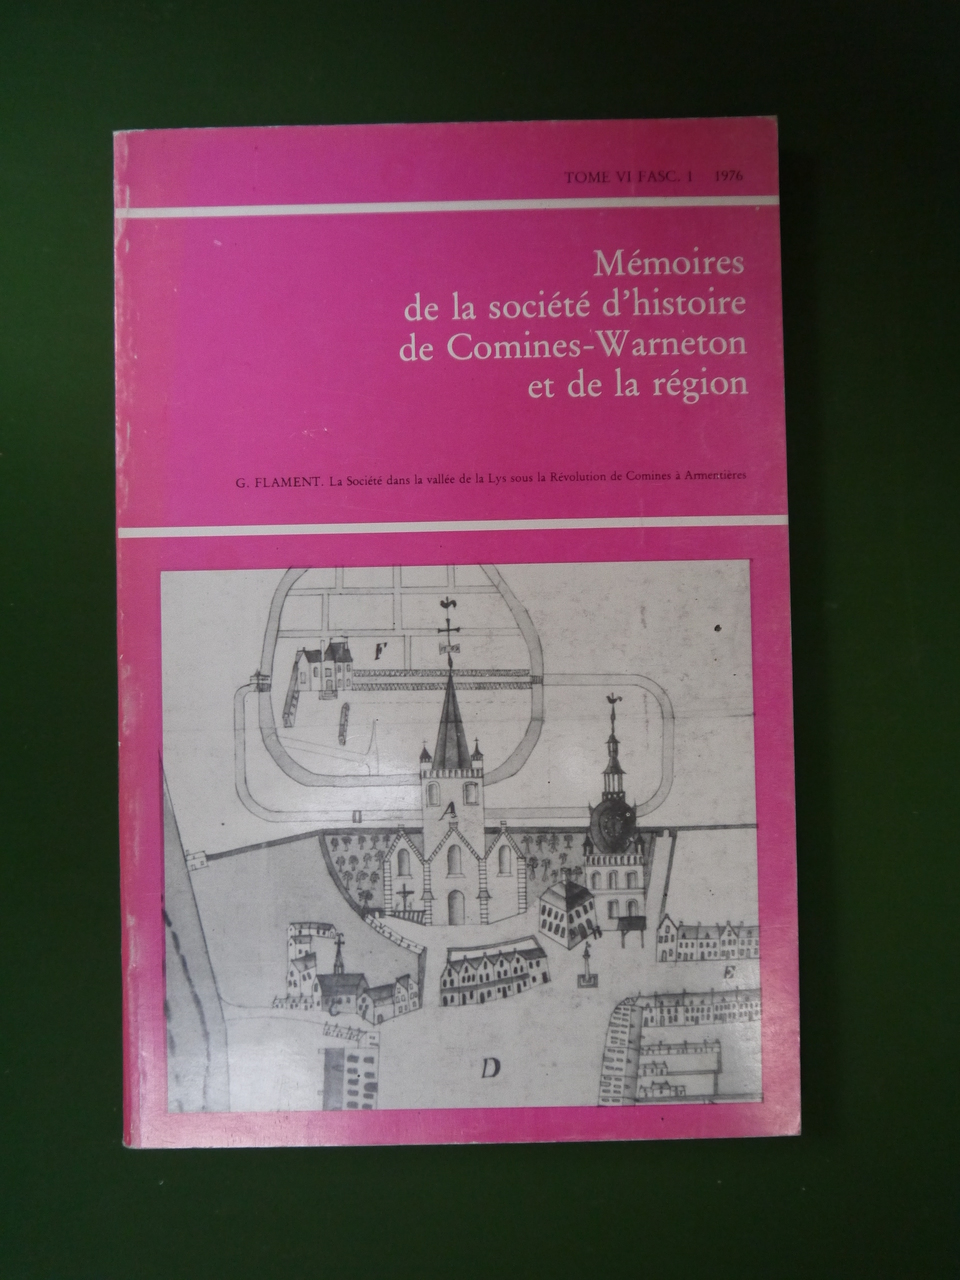 TOME VI FASC. 1 1976
Mémoires
de la société d'histoire
de Comines-Warneton
et de la région
G. FLAMENT. La Société dans la vallée de la Lys sous la Révolution de Comines à Armentières
F
A
E
C
D